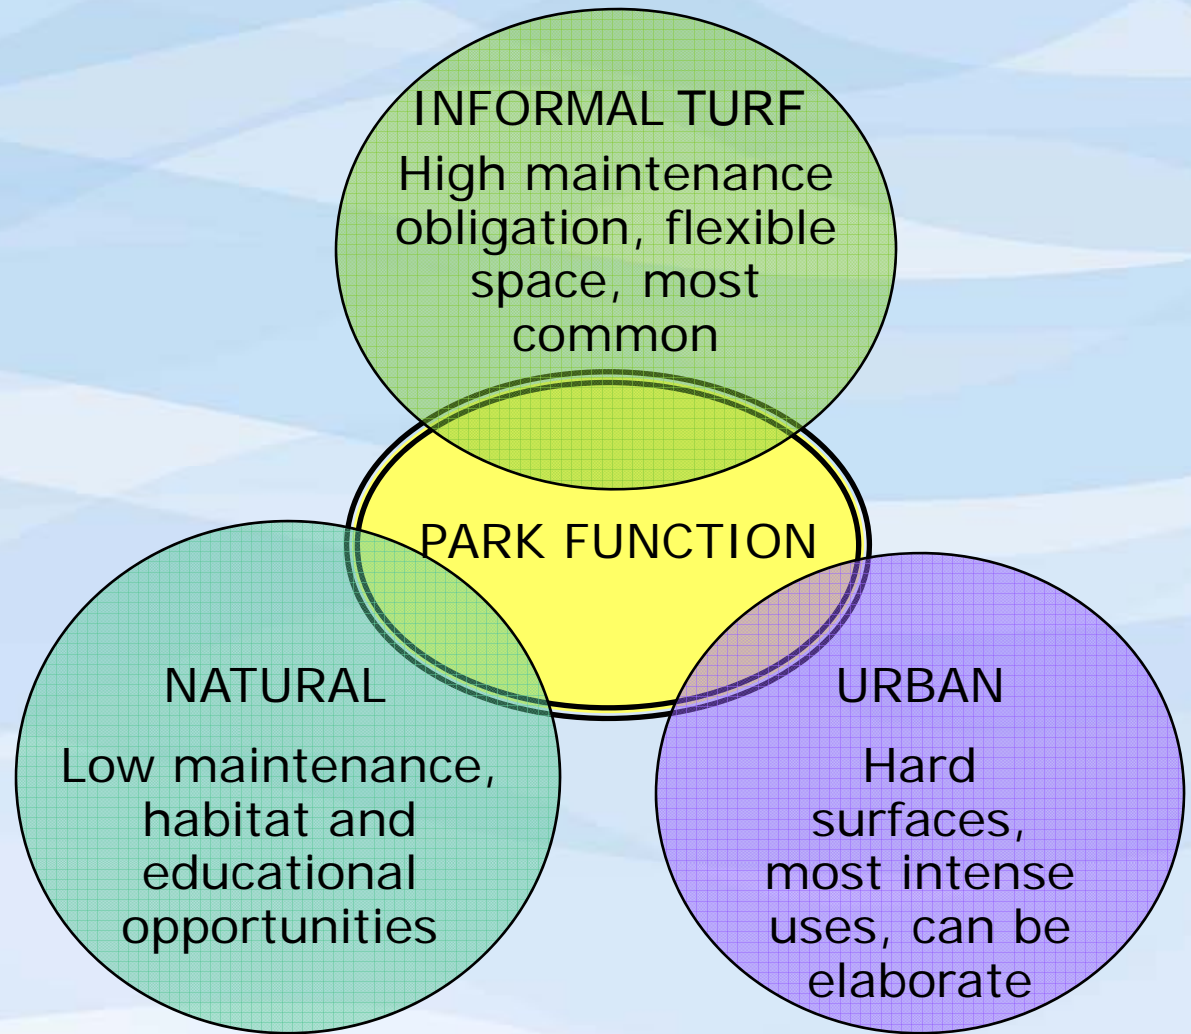 INFORMAL TURF
High maintenance
obligation, flexible
space, most
common
PARK FUNCTION
NATURAL
Low maintenance,
habitat and
educational
opportunities
URBAN
Hard
surfaces,
most intense
uses, can be
elaborate